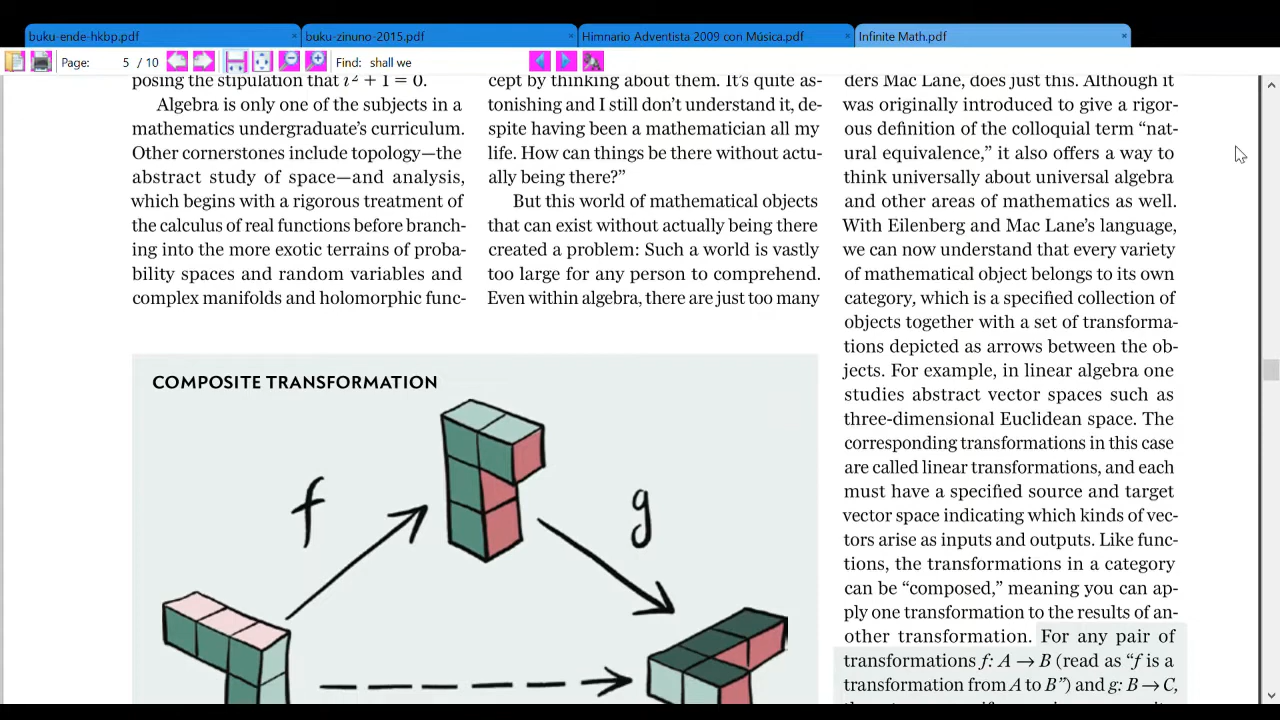 buku-ende-hkbp.pdf
buku-zinuno-2015.pdf
Himnario Adventista 2009 con Música.pdf
Infinite Math.pdf
Page: 5 / 10 Find: shall we
posing the stipulation that i² + 1 = 0.
Algebra is only one of the subjects in a
mathematics undergraduate's curriculum.
Other cornerstones include topology—the
abstract study of space—and analysis,
which begins with a rigorous treatment of
the calculus of real functions before branch-
ing into the more exotic terrains of proba-
bility spaces and random variables and
complex manifolds and holomorphic func-
cept by thinking about them. It's quite as-
tonishing and I still don't understand it, de-
spite having been a mathematician all my
life. How can things be there without actu-
ally being there?”
But this world of mathematical objects
that can exist without actually being there
created a problem: Such a world is vastly
too large for any person to comprehend.
Even within algebra, there are just too many
COMPOSITE TRANSFORMATION
f
g
ders Mac Lane, does just this. Although it
was originally introduced to give a rigor-
ous definition of the colloquial term “nat-
ural equivalence,” it also offers a way to
think universally about universal algebra
and other areas of mathematics as well.
With Eilenberg and Mac Lane's language,
we can now understand that every variety
of mathematical object belongs to its own
category, which is a specified collection of
objects together with a set of transforma-
tions depicted as arrows between the ob-
jects. For example, in linear algebra one
studies abstract vector spaces such as
three-dimensional Euclidean space. The
corresponding transformations in this case
are called linear transformations, and each
must have a specified source and target
vector space indicating which kinds of vec-
tors arise as inputs and outputs. Like func-
tions, the transformations in a category
can be “composed,” meaning you can ap-
ply one transformation to the results of an-
other transformation. For any pair of
transformations f: A → B (read as “f is a
transformation from A to B”) and g: B → C,